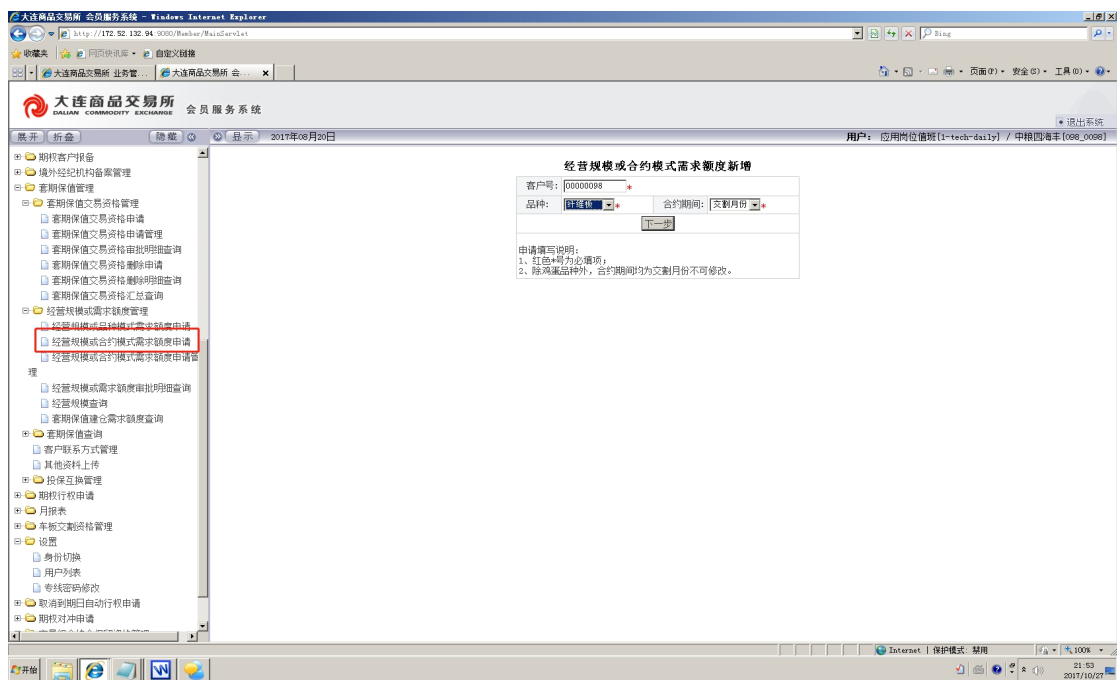 大连商品交易所 会员服务系统 - Windows Internet Explorer
http://172.52.132.94:9080/Member/MainServlet
Bing
收藏夹 网页快讯库 自定义链接
大连商品交易所 业务管... 大连商品交易所 会... 页面(P) 安全(S) 工具(O)
大连商品交易所 会员服务系统
DALIAN COMMODITY EXCHANGE
退出系统
展开 折叠 隐藏 显示 2017年08月20日 用户: 应用岗位值班[1-tech-daily] / 中粮四海丰[098_0098]
期权客户报备
境外经纪机构备案管理
套期保值管理
套期保值交易资格管理
套期保值交易资格申请
套期保值交易资格申请管理
套期保值交易资格审批明细查询
套期保值交易资格删除申请
套期保值交易资格删除明细查询
套期保值交易资格汇总查询
经营规模或需求额度管理
经营规模或品种模式需求额度申请
经营规模或合约模式需求额度申请
经营规模或合约模式需求额度申请管
理
经营规模或需求额度审批明细查询
经营规模查询
套期保值建仓需求额度查询
套期保值查询
客户联系方式管理
其他资料上传
投保互换管理
期权行权申请
月报表
车板交割资格管理
设置
身份切换
用户列表
专线密码修改
取消到期日自动行权申请
期权对冲申请
经营规模或合约模式需求额度新增
客户号: 00000098 *
品种: 纤维板 * 合约期间: 交割月份 *
下一步
申请填写说明:
1、红色*号为必填项;
2、除鸡蛋品种外，合约期间均为交割月份不可修改。
Internet | 保护模式: 禁用 100%
开始 21:53
2017/10/27